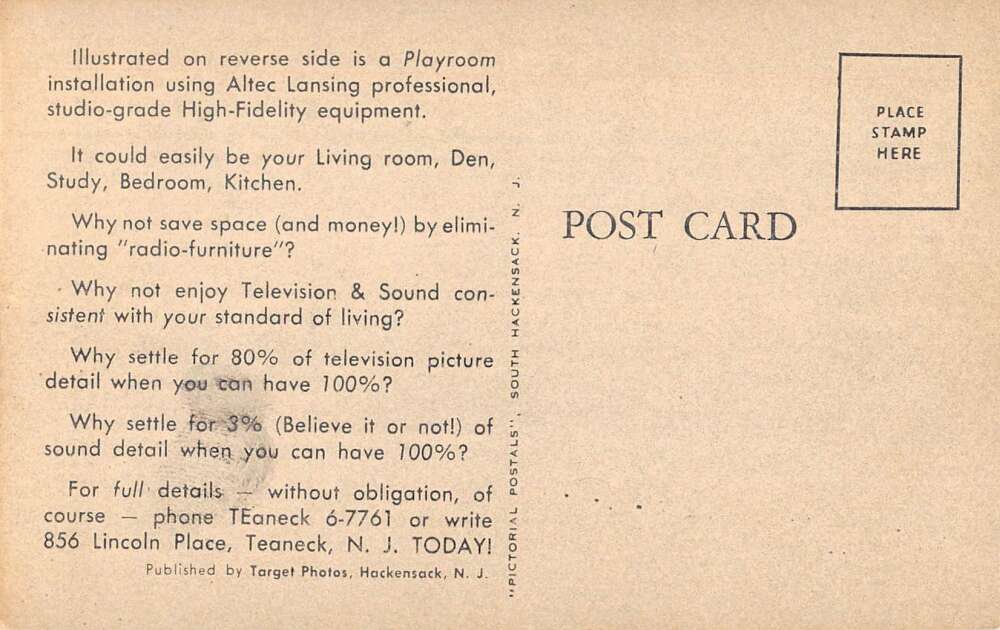 Illustrated on reverse side is a Playroom
installation using Altec Lansing professional,
studio-grade High-Fidelity equipment.
It could easily be your Living room, Den,
Study, Bedroom, Kitchen.
Why not save space (and money!) by elimi-
nating "radio-furniture"?
Why not enjoy Television & Sound con-
sistent with your standard of living?
Why settle for 80% of television picture
detail when you can have 100%?
Why settle for 3% (Believe it or not!) of
sound detail when you can have 100%?
For full details — without obligation, of
course — phone TEaneck 6-7761 or write
856 Lincoln Place, Teaneck, N. J. TODAY!
Published by Target Photos, Hackensack, N. J.
"PICTORIAL POSTALS", SOUTH HACKENSACK, N. J.
POST CARD
PLACE
STAMP
HERE